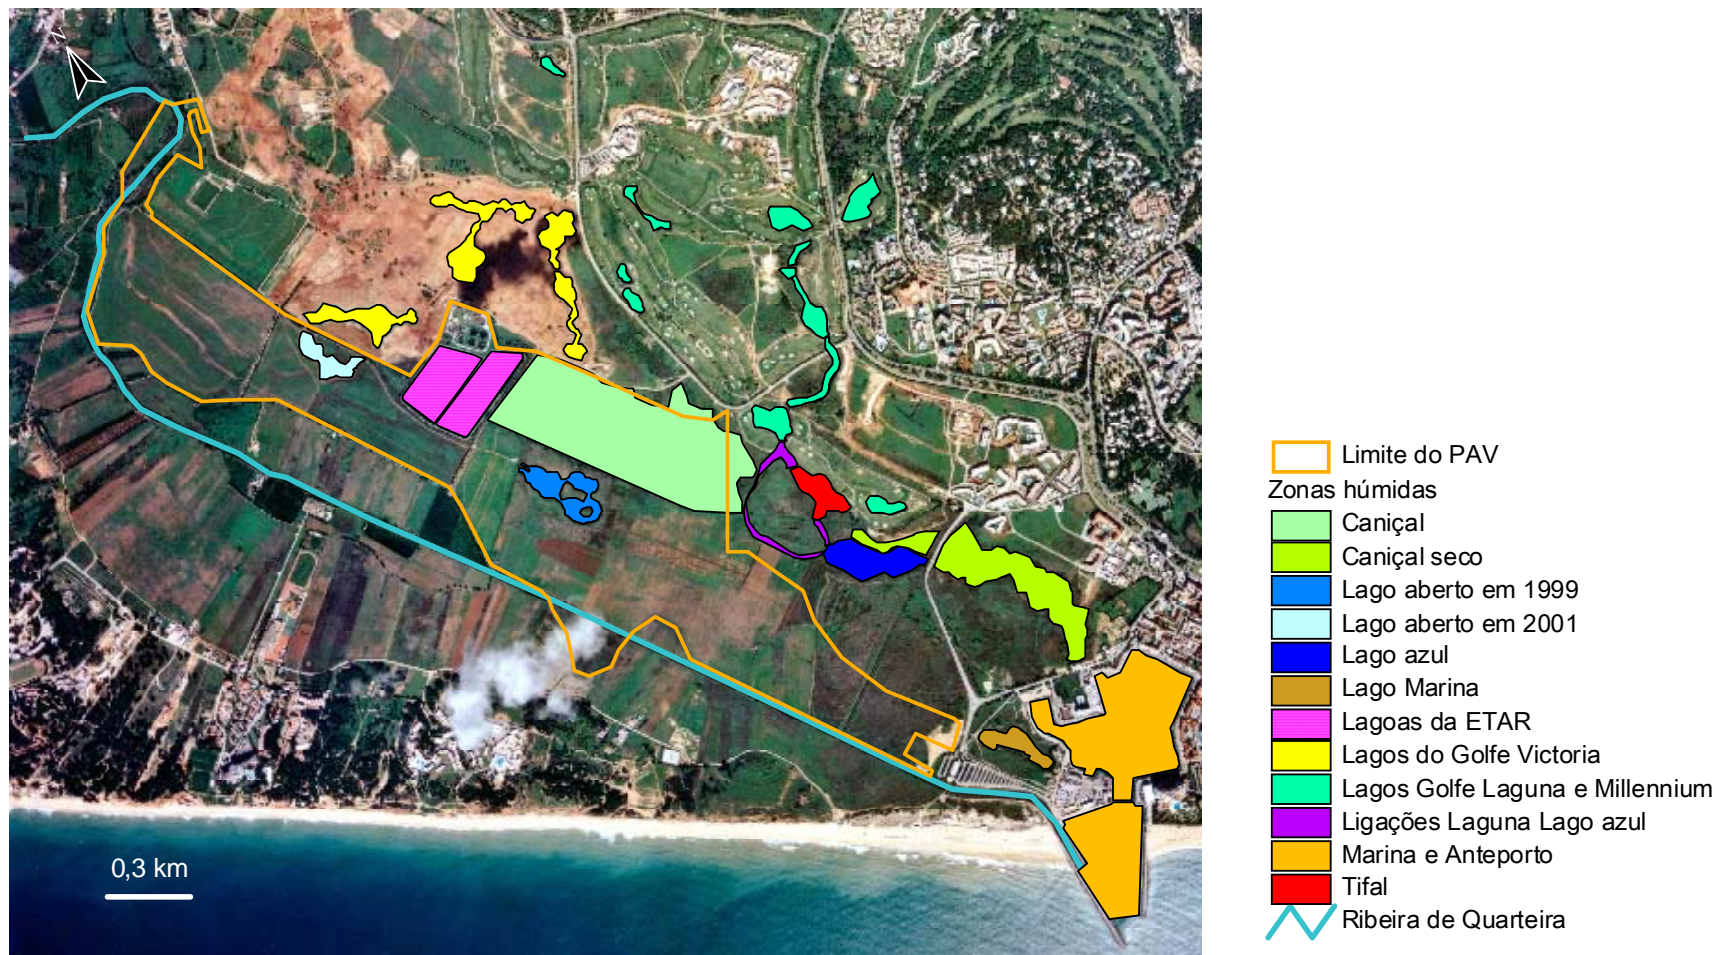 N
0,3 km
Limite do PAV
Zonas húmidas
Caniçal
Caniçal seco
Lago aberto em 1999
Lago aberto em 2001
Lago azul
Lago Marina
Lagoas da ETAR
Lagos do Golfe Victoria
Lagos Golfe Laguna e Millennium
Ligações Laguna Lago azul
Marina e Anteporto
Tifal
Ribeira de Quarteira